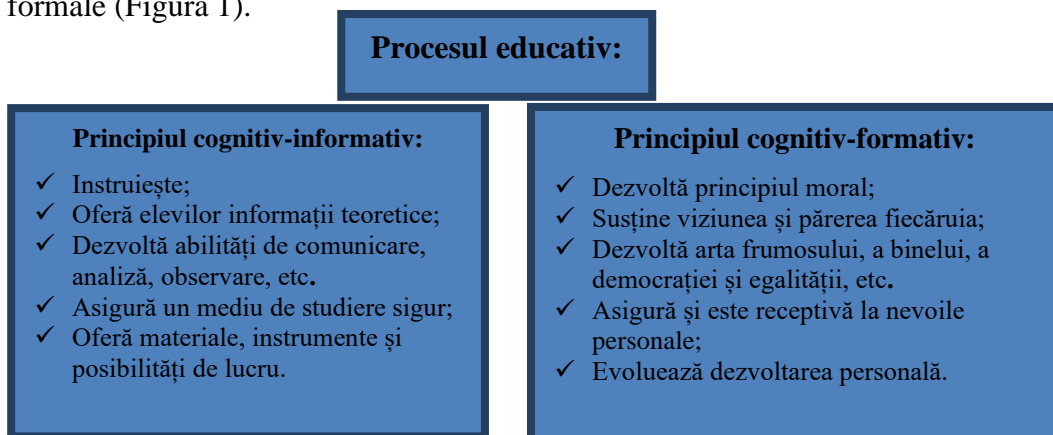 formale (Figura 1).
Procesul educativ:
Principiul cognitiv-informativ:
✓ Instruiește;
✓ Oferă elevilor informații teoretice;
✓ Dezvoltă abilități de comunicare,
analiză, observare, etc.
✓ Asigură un mediu de studiere sigur;
✓ Oferă materiale, instrumente și
posibilități de lucru.
Principiul cognitiv-formativ:
✓ Dezvoltă principiul moral;
✓ Susține viziunea și părerea fiecăruia;
✓ Dezvoltă arta frumosului, a binelui, a
democrației și egalității, etc.
✓ Asigură și este receptivă la nevoile
personale;
✓ Evoluează dezvoltarea personală.